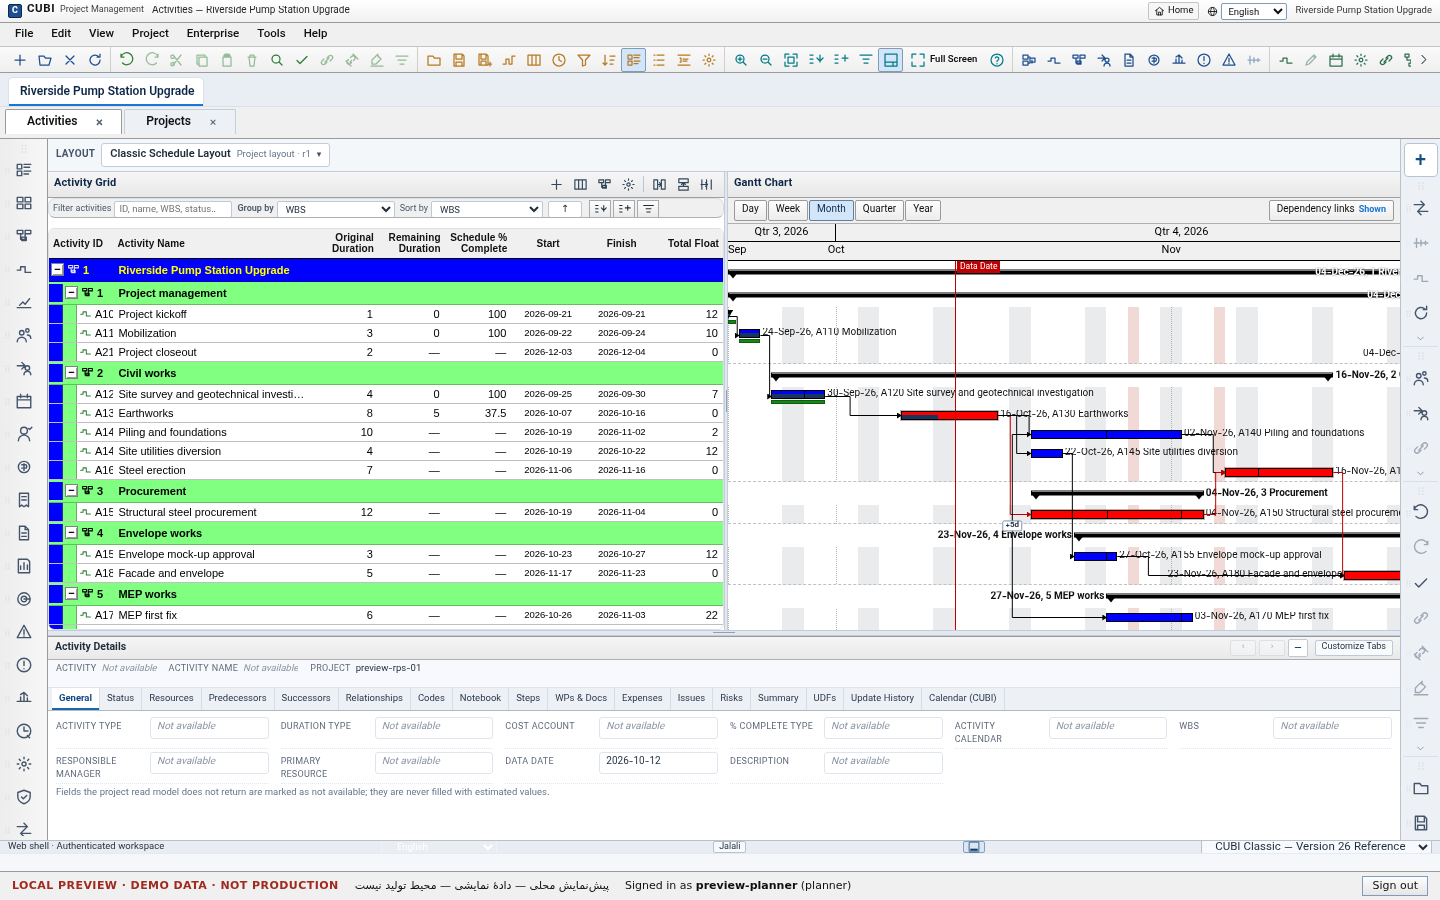 CUBI Project Management Activities — Riverside Pump Station Upgrade Home English Riverside Pump Station Upgrade
File Edit View Project Enterprise Tools Help
Full Screen
Riverside Pump Station Upgrade
Activities × Projects ×
LAYOUT Classic Schedule Layout Project layout · r1
Activity Grid Gantt Chart
Filter activities ID, name, WBS, status.. Group by WBS Sort by WBS ↑ Day Week Month Quarter Year Dependency links Shown
Activity ID Activity Name Original Duration Remaining Duration Schedule % Complete Start Finish Total Float
Qtr 3, 2026 Qtr 4, 2026
Sep Oct Nov
Data Date
1 Riverside Pump Station Upgrade
1 Project management
A1C Project kickoff 1 0 100 2026-09-21 2026-09-21 12
A11 Mobilization 3 0 100 2026-09-22 2026-09-24 10 24-Sep-26, A110 Mobilization
A21 Project closeout 2 — — 2026-12-03 2026-12-04 0 04-Dec-
2 Civil works 16-Nov-26, 2
A12 Site survey and geotechnical investi… 4 0 100 2026-09-25 2026-09-30 7 30-Sep-26, A120 Site survey and geotechnical investigation
A13 Earthworks 8 5 37.5 2026-10-07 2026-10-16 0 16-Oct-26, A130 Earthworks
A14 Piling and foundations 10 — — 2026-10-19 2026-11-02 2 02-Nov-26, A140 Piling and foundations
A14 Site utilities diversion 4 — — 2026-10-19 2026-10-22 12 22-Oct-26, A145 Site utilities diversion
A16 Steel erection 7 — — 2026-11-06 2026-11-16 0 16-Nov-26, A1
3 Procurement 04-Nov-26, 3 Procurement
A15 Structural steel procurement 12 — — 2026-10-19 2026-11-04 0 04-Nov-26, A150 Structural steel procurem
+5d
4 Envelope works 23-Nov-26, 4 Envelope works
A15 Envelope mock-up approval 3 — — 2026-10-23 2026-10-27 12 27-Oct-26, A155 Envelope mock-up approval
A18 Facade and envelope 5 — — 2026-11-17 2026-11-23 0 23-Nov-26, A180 Facade and envelope
5 MEP works 27-Nov-26, 5 MEP works
A17 MEP first fix 6 — — 2026-10-26 2026-11-03 22 03-Nov-26, A170 MEP first fix
Activity Details Customize Tabs
ACTIVITY Not available ACTIVITY NAME Not available PROJECT preview-rps-01
General Status Resources Predecessors Successors Relationships Codes Notebook Steps WPs & Docs Expenses Issues Risks Summary UDFs Update History Calendar (CUBI)
ACTIVITY TYPE Not available DURATION TYPE Not available COST ACCOUNT Not available % COMPLETE TYPE Not available ACTIVITY CALENDAR Not available WBS Not available
RESPONSIBLE MANAGER Not available PRIMARY RESOURCE Not available DATA DATE 2026-10-12 DESCRIPTION Not available
Fields the project read model does not return are marked as not available; they are never filled with estimated values.
Web shell · Authenticated workspace English Jalali CUBI Classic — Version 26 Reference
LOCAL PREVIEW · DEMO DATA · NOT PRODUCTION پیش‌نمایش محلی — دادهٔ نمایشی — محیط تولید نیست Signed in as preview-planner (planner) Sign out